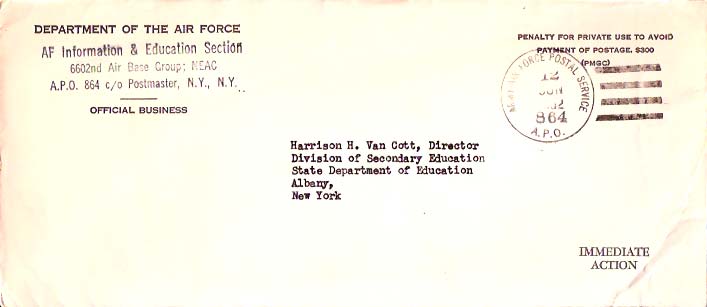 DEPARTMENT OF THE AIR FORCE
AF Information & Education Section
6602nd Air Base Group; NEAC
A.P.O. 864 c/o Postmaster, N.Y., N.Y.
OFFICIAL BUSINESS
PENALTY FOR PRIVATE USE TO AVOID
PAYMENT OF POSTAGE, $300
(PMGC)
AIR FORCE POSTAL SERVICE
12
JUN
864
A.P.O.
Harrison H. Van Cott, Director
Division of Secondary Education
State Department of Education
Albany,
New York
IMMEDIATE
ACTION